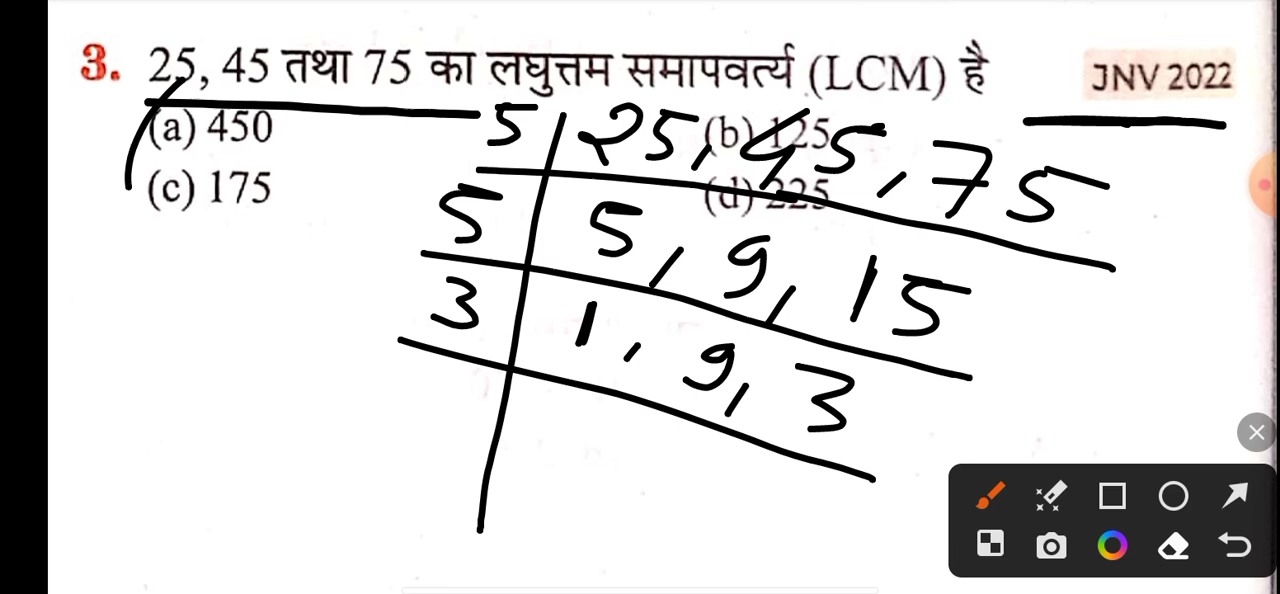 3. 25, 45 तथा 75 का लघुत्तम समापवर्त्य (LCM) है JNV 2022
(a) 450 (b) 125
(c) 175 (d) 225
5 25, 45, 75
5 5, 9, 15
3 1, 9, 3